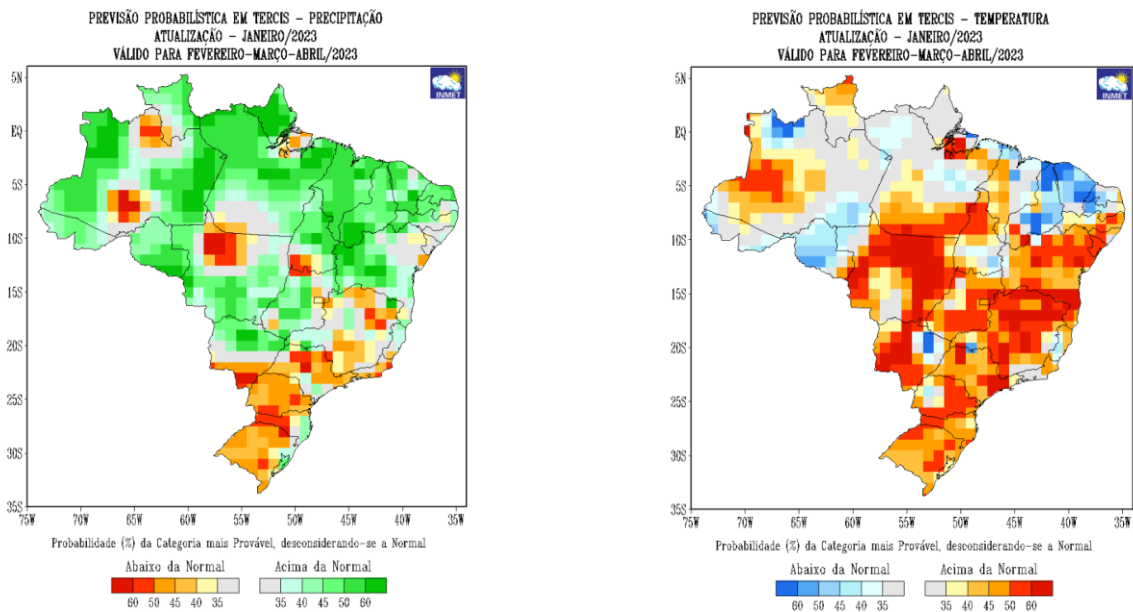 PREVISÃO PROBABILÍSTICA EM TERCIS - PRECIPITAÇÃO
ATUALIZAÇÃO - JANEIRO/2023
VÁLIDO PARA FEVEREIRO-MARÇO-ABRIL/2023
INMET
5N
EQ
5S
10S
15S
20S
25S
30S
35S
75W 70W 65W 60W 55W 50W 45W 40W 35W
Probabilidade (%) da Categoria mais Provável, desconsiderando-se a Normal
Abaixo da Normal Acima da Normal
60 50 45 40 35 35 40 45 50 60
PREVISÃO PROBABILÍSTICA EM TERCIS - TEMPERATURA
ATUALIZAÇÃO - JANEIRO/2023
VÁLIDO PARA FEVEREIRO-MARÇO-ABRIL/2023
INMET
5N
EQ
5S
10S
15S
20S
25S
30S
35S
75W 70W 65W 60W 55W 50W 45W 40W 35W
Probabilidade (%) da Categoria mais Provável, desconsiderando-se a Normal
Abaixo da Normal Acima da Normal
60 50 45 40 35 35 40 45 50 60